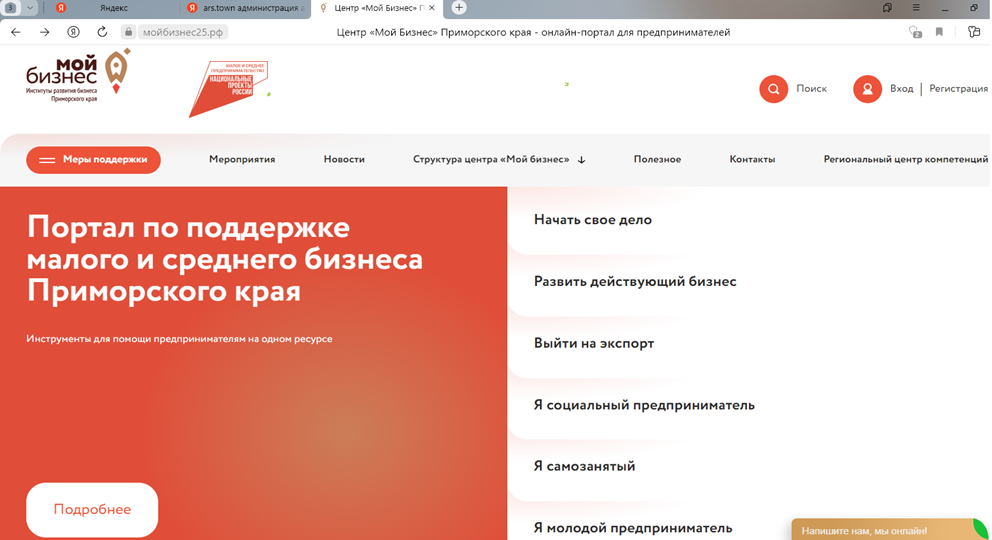 3
Яндекс
ars.town администрация
Центр «Мой Бизнес» П
мойбизнес25.рф
Центр «Мой Бизнес» Приморского края - онлайн-портал для предпринимателей
2
мой
бизнес
Институты развития бизнеса
Приморского края
МАЛОЕ И СРЕДНЕЕ
ПРЕДПРИНИМАТЕЛЬСТВО
НАЦИОНАЛЬНЫЕ
ПРОЕКТЫ
РОССИИ
Поиск
Вход | Регистрация
Меры поддержки
Мероприятия
Новости
Структура центра «Мой бизнес»
Полезное
Контакты
Региональный центр компетенций
Портал по поддержке
малого и среднего бизнеса
Приморского края
Инструменты для помощи предпринимателям на одном ресурсе
Подробнее
Начать свое дело
Развить действующий бизнес
Выйти на экспорт
Я социальный предприниматель
Я самозанятый
Я молодой предприниматель
Напишите нам, мы онлайн!